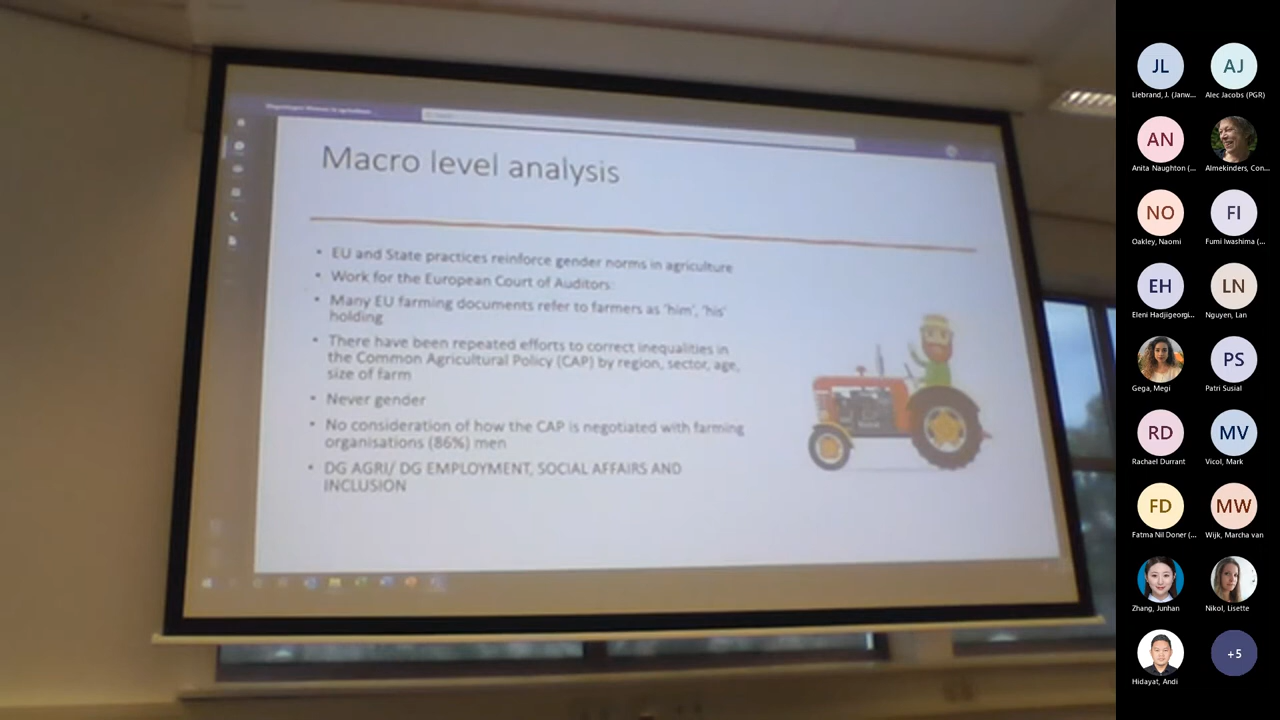 Macro level analysis
• EU and State practices reinforce gender norms in agriculture
• Work for the European Court of Auditors:
• Many EU farming documents refer to farmers as ‘him’, ‘his’
holding
• There have been repeated efforts to correct inequalities in
the Common Agricultural Policy (CAP) by region, sector, age,
size of farm
• Never gender
• No consideration of how the CAP is negotiated with farming
organisations (86%) men
• DG AGRI/ DG EMPLOYMENT, SOCIAL AFFAIRS AND
INCLUSION
JL
AJ
Liebrand, J. (Janw...
Alec Jacobs (PGR)
AN
Anita Naughton (...
Almekinders, Con...
NO
FI
Oakley, Naomi
Fumi Iwashima (...
EH
LN
Eleni Hadjigeorgi...
Nguyen, Lan
PS
Gega, Megi
Patri Susial
RD
MV
Rachael Durrant
Vicol, Mark
FD
MW
Fatma Nil Doner (...
Wijk, Marcha van
Zhang, Junhan
Nikol, Lisette
+5
Hidayat, Andi